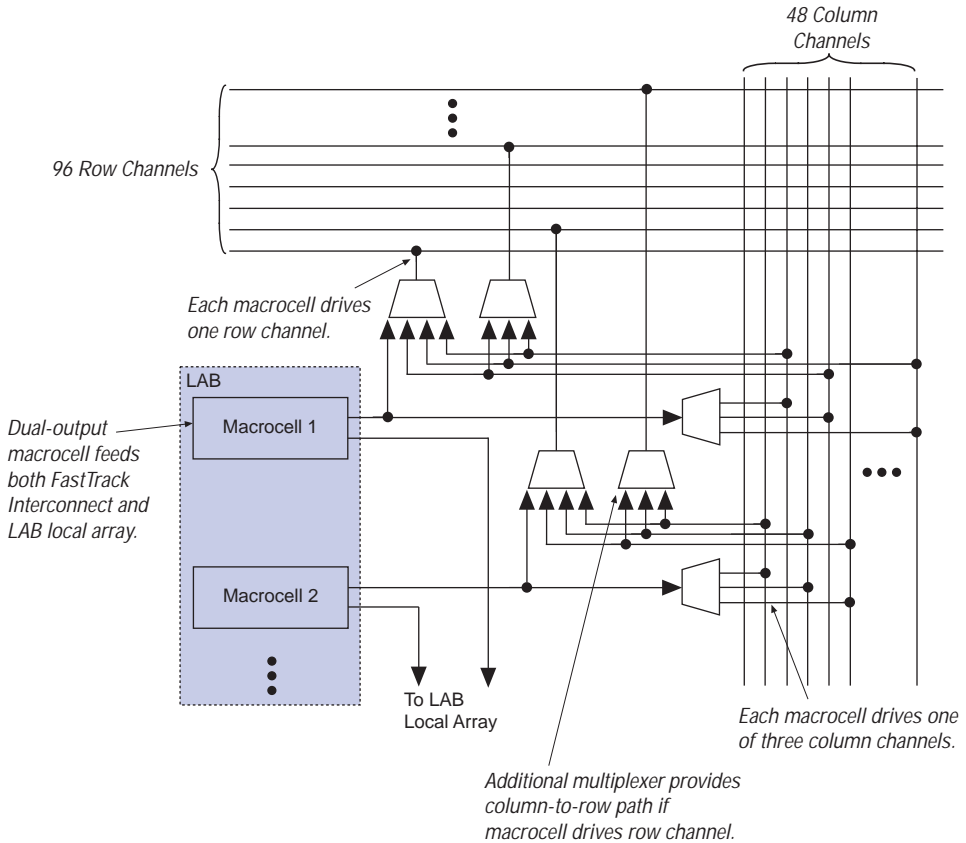 48 Column
Channels
96 Row Channels
Each macrocell drives
one row channel.
LAB
Macrocell 1
Dual-output
macrocell feeds
both FastTrack
Interconnect and
LAB local array.
Macrocell 2
To LAB
Local Array
Each macrocell drives one
of three column channels.
Additional multiplexer provides
column-to-row path if
macrocell drives row channel.